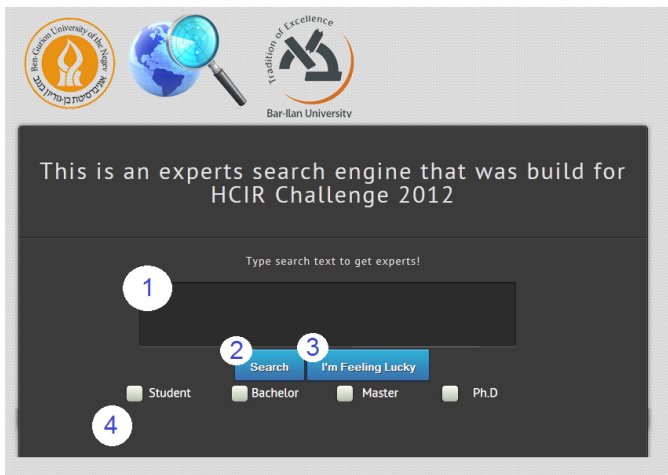 Ben-Gurion University of the Negev
אוניברסיטת בן-גוריון בנגב
Tradition of Excellence
Bar-Ilan University
This is an experts search engine that was build for
HCIR Challenge 2012
Type search text to get experts!
1
2
3
Search
I'm Feeling Lucky
Student
Bachelor
Master
Ph.D
4